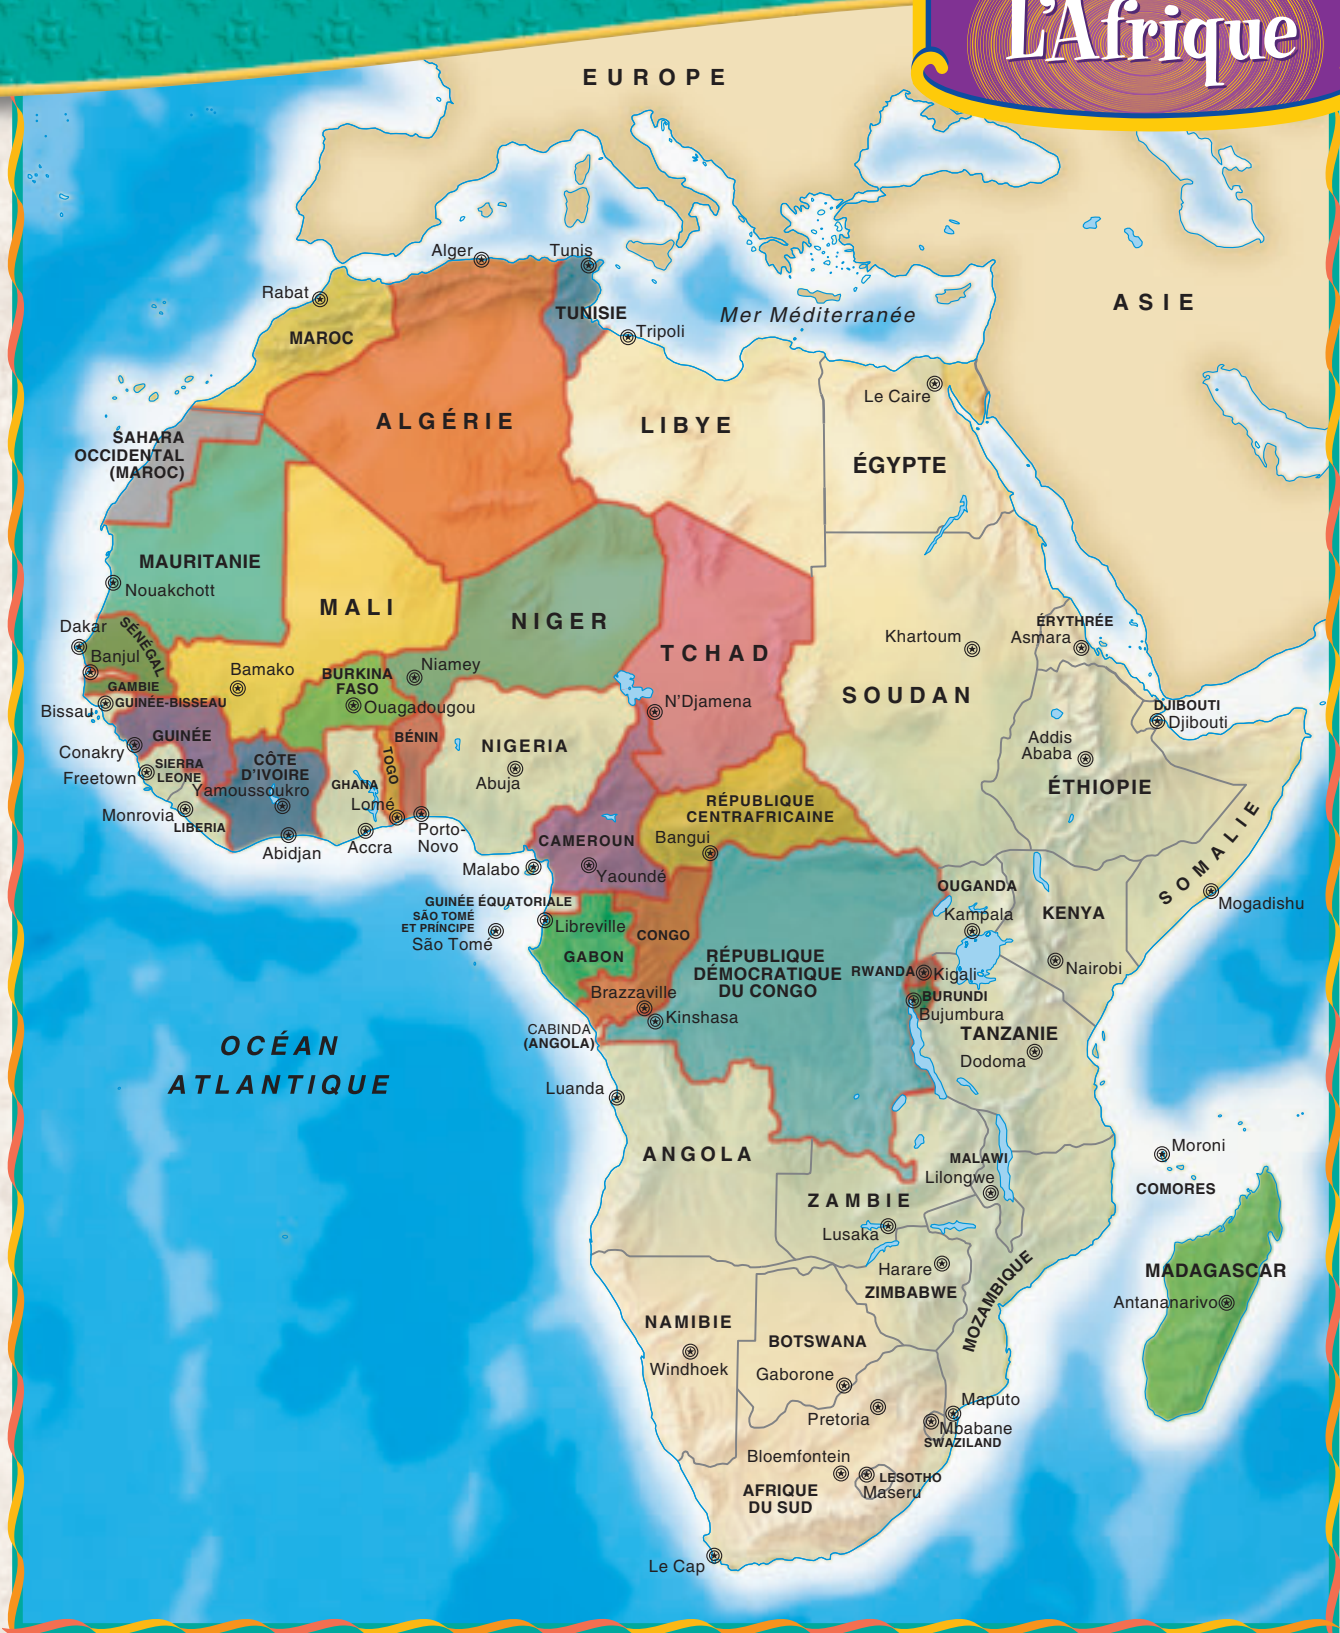 L'Afrique
EUROPE
ASIE
Mer Méditerranée
Alger
Tunis
Rabat
MAROC
TUNISIE
Tripoli
Le Caire
ALGÉRIE
LIBYE
ÉGYPTE
SAHARA
OCCIDENTAL
(MAROC)
MAURITANIE
Nouakchott
MALI
NIGER
TCHAD
SOUDAN
Khartoum
ÉRYTHRÉE
Asmara
Dakar
SÉNÉGAL
Banjul
GAMBIE
Bissau
GUINÉE-BISSEAU
Bamako
BURKINA
FASO
Ouagadougou
Niamey
N'Djamena
DJIBOUTI
Djibouti
Addis
Ababa
ÉTHIOPIE
SOMALIE
Mogadishu
GUINÉE
Conakry
SIERRA
LEONE
Freetown
Monrovia
LIBERIA
CÔTE
D'IVOIRE
Yamoussoukro
Abidjan
GHANA
Accra
TOGO
Lomé
BÉNIN
Porto-
Novo
NIGERIA
Abuja
CAMEROUN
Yaoundé
RÉPUBLIQUE
CENTRAFRICAINE
Bangui
Malabo
GUINÉE ÉQUATORIALE
SÃO TOMÉ
ET PRÍNCIPE
São Tomé
Libreville
GABON
CONGO
Brazzaville
Kinshasa
RÉPUBLIQUE
DÉMOCRATIQUE
DU CONGO
OUGANDA
Kampala
KENYA
Nairobi
RWANDA
Kigali
BURUNDI
Bujumbura
TANZANIE
Dodoma
CABINDA
(ANGOLA)
OCÉAN
ATLANTIQUE
Luanda
ANGOLA
ZAMBIE
Lusaka
MALAWI
Lilongwe
Moroni
COMORES
Harare
ZIMBABWE
MOZAMBIQUE
MADAGASCAR
Antananarivo
NAMIBIE
Windhoek
BOTSWANA
Gaborone
Pretoria
Maputo
Mbabane
SWAZILAND
Bloemfontein
LESOTHO
Maseru
AFRIQUE
DU SUD
Le Cap